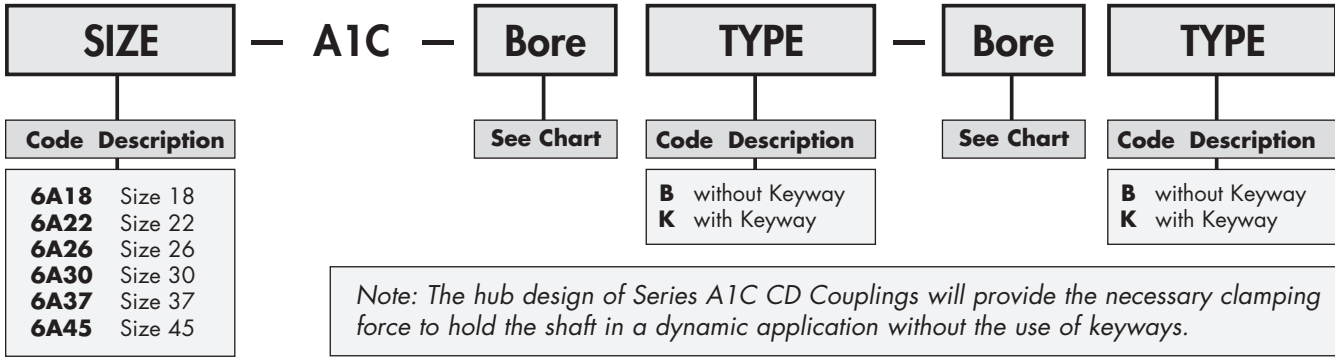 SIZE — A1C — Bore TYPE — Bore TYPE
Code Description See Chart Code Description See Chart Code Description
6A18 Size 18
6A22 Size 22
6A26 Size 26
6A30 Size 30
6A37 Size 37
6A45 Size 45
B without Keyway
K with Keyway
B without Keyway
K with Keyway
Note: The hub design of Series A1C CD Couplings will provide the necessary clamping
force to hold the shaft in a dynamic application without the use of keyways.